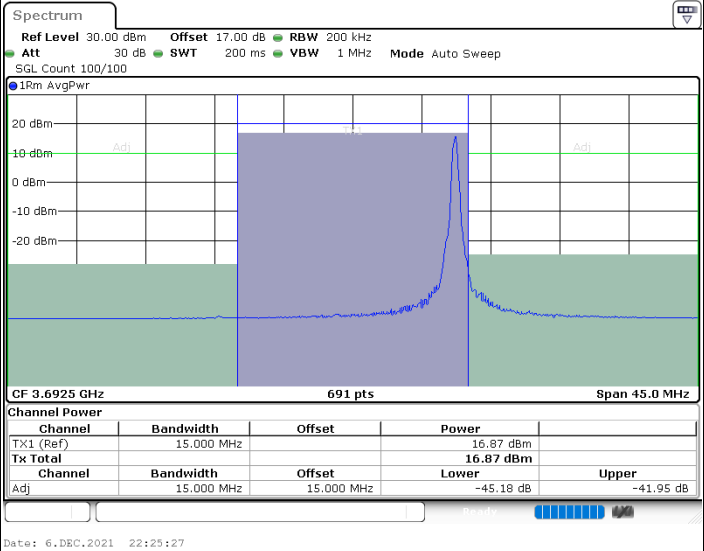 Spectrum
Ref Level 30.00 dBm Offset 17.00 dB RBW 200 kHz
Att 30 dB SWT 200 ms VBW 1 MHz Mode Auto Sweep
SGL Count 100/100
1Rm AvgPwr
20 dBm
TX1
10 dBm Adj Adj
0 dBm
-10 dBm
-20 dBm
CF 3.6925 GHz 691 pts Span 45.0 MHz
Channel Power
Channel Bandwidth Offset Power
TX1 (Ref) 15.000 MHz 16.87 dBm
Tx Total 16.87 dBm
Channel Bandwidth Offset Lower Upper
Adj 15.000 MHz 15.000 MHz -45.18 dB -41.95 dB
Ready
Date: 6.DEC.2021 22:25:27